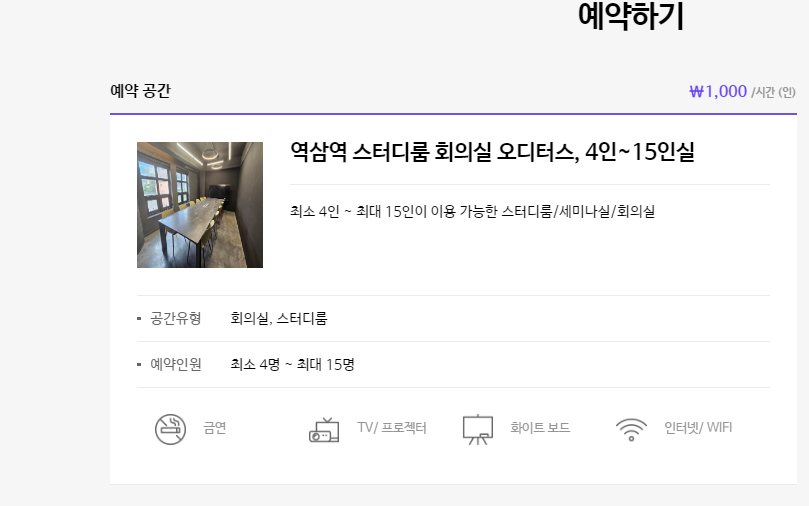 예약하기
예약 공간
₩1,000 /시간 (인)
역삼역 스터디룸 회의실 오디터스, 4인~15인실
최소 4인 ~ 최대 15인이 이용 가능한 스터디룸/세미나실/회의실
공간유형 회의실, 스터디룸
예약인원 최소 4명 ~ 최대 15명
금연 TV/ 프로젝터 화이트 보드 인터넷/ WIFI